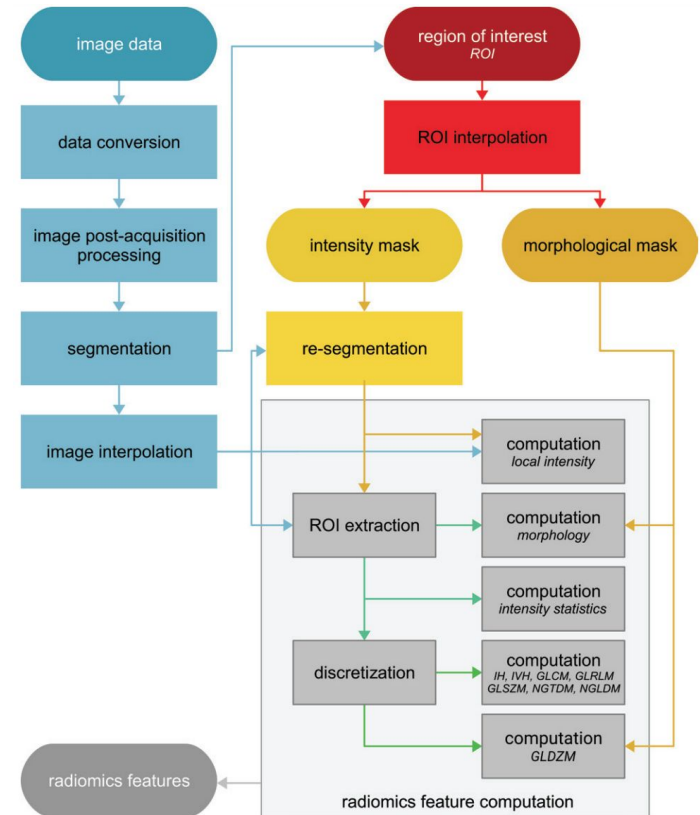 image data
region of interest
ROI
data conversion
ROI interpolation
image post-acquisition
processing
intensity mask
morphological mask
segmentation
re-segmentation
image interpolation
computation
local intensity
ROI extraction
computation
morphology
computation
intensity statistics
discretization
computation
IH, IVH, GLCM, GLRLM
GLSZM, NGTDM, NGLDM
computation
GLDZM
radiomics features
radiomics feature computation